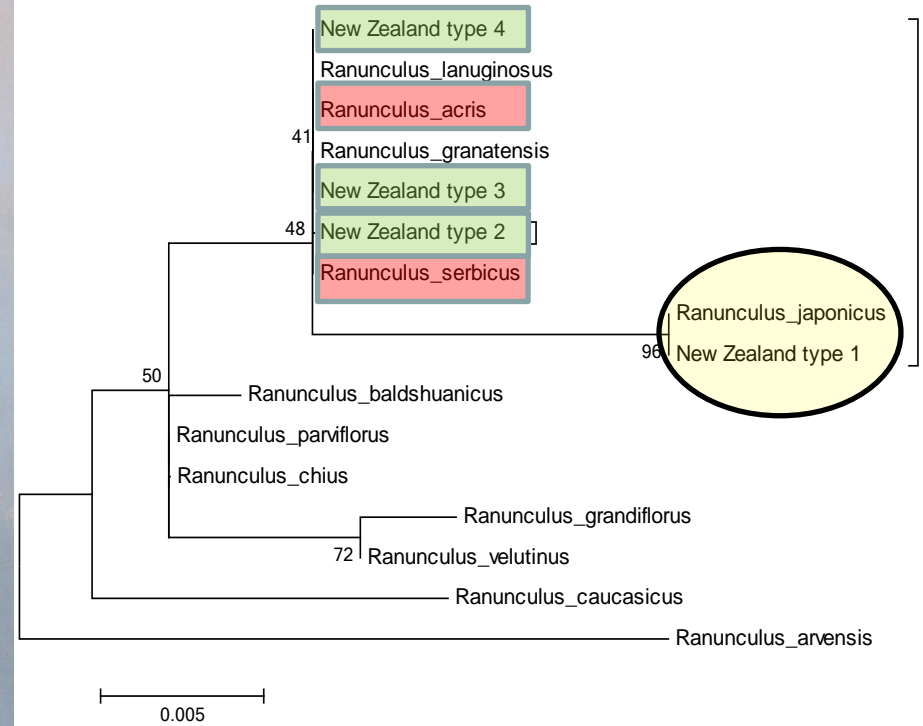 New Zealand type 4
Ranunculus_lanuginosus
Ranunculus_acris
41
Ranunculus_granatensis
New Zealand type 3
48
New Zealand type 2
Ranunculus_serbicus
Ranunculus_japonicus
96
New Zealand type 1
50
Ranunculus_baldshuanicus
Ranunculus_parviflorus
Ranunculus_chius
Ranunculus_grandiflorus
72
Ranunculus_velutinus
Ranunculus_caucasicus
Ranunculus_arvensis
0.005